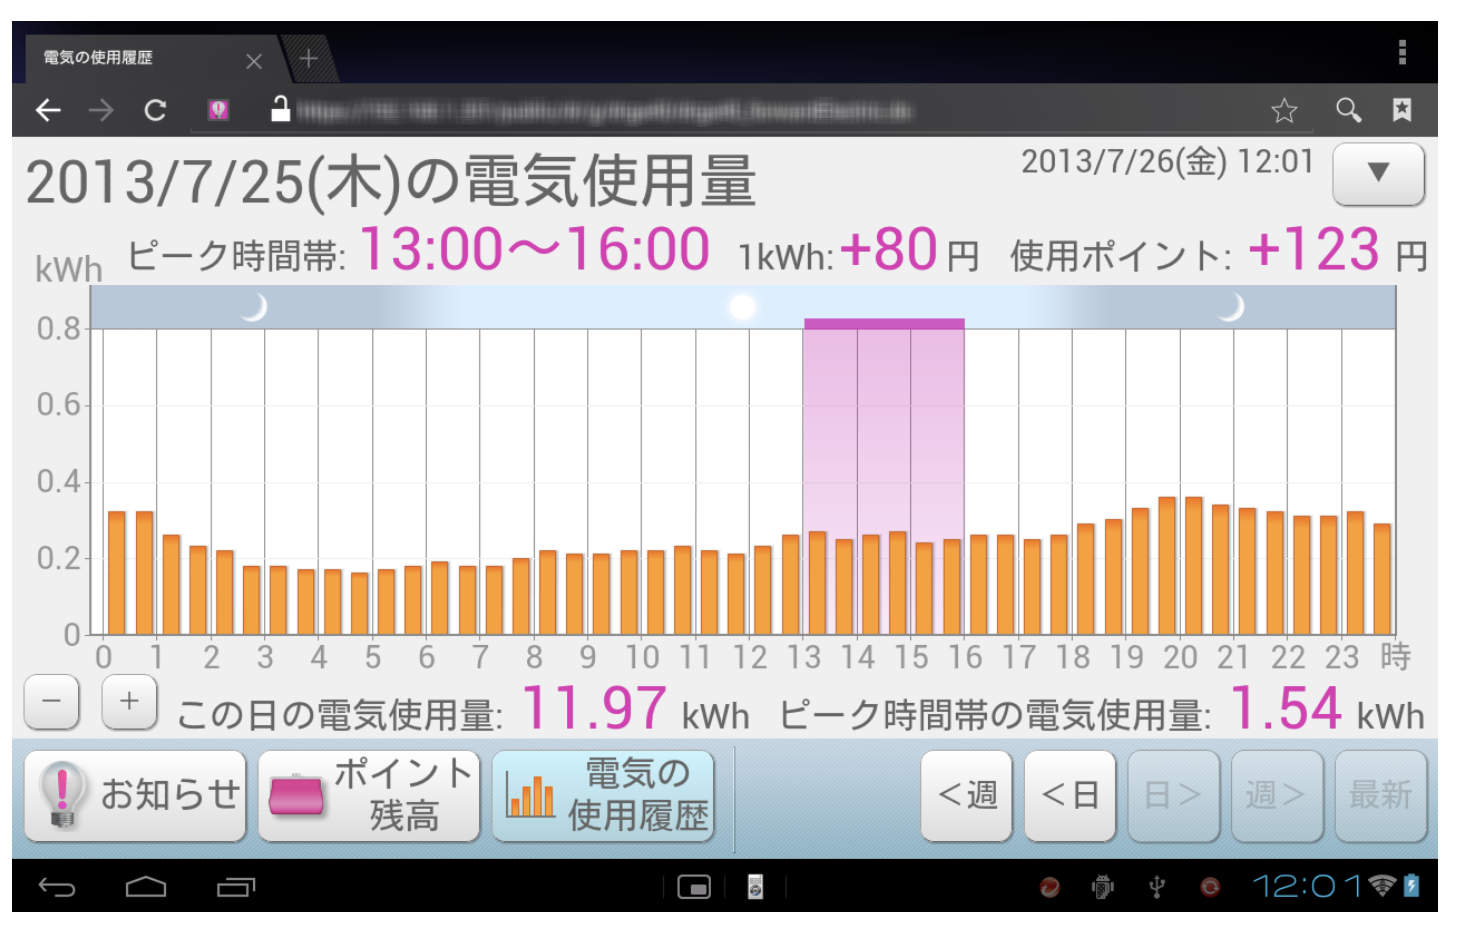 電気の使用履歴
2013/7/25(木)の電気使用量
2013/7/26(金) 12:01
▼
kWh
ピーク時間帯: 13:00〜16:00 1kWh:+80円 使用ポイント: +123 円
0.8
0.6
0.4
0.2
0
0 1 2 3 4 5 6 7 8 9 10 11 12 13 14 15 16 17 18 19 20 21 22 23 時
− +
この日の電気使用量: 11.97 kWh ピーク時間帯の電気使用量: 1.54 kWh
お知らせ
ポイント
残高
電気の
使用履歴
<週 <日 日> 週> 最新
12:01